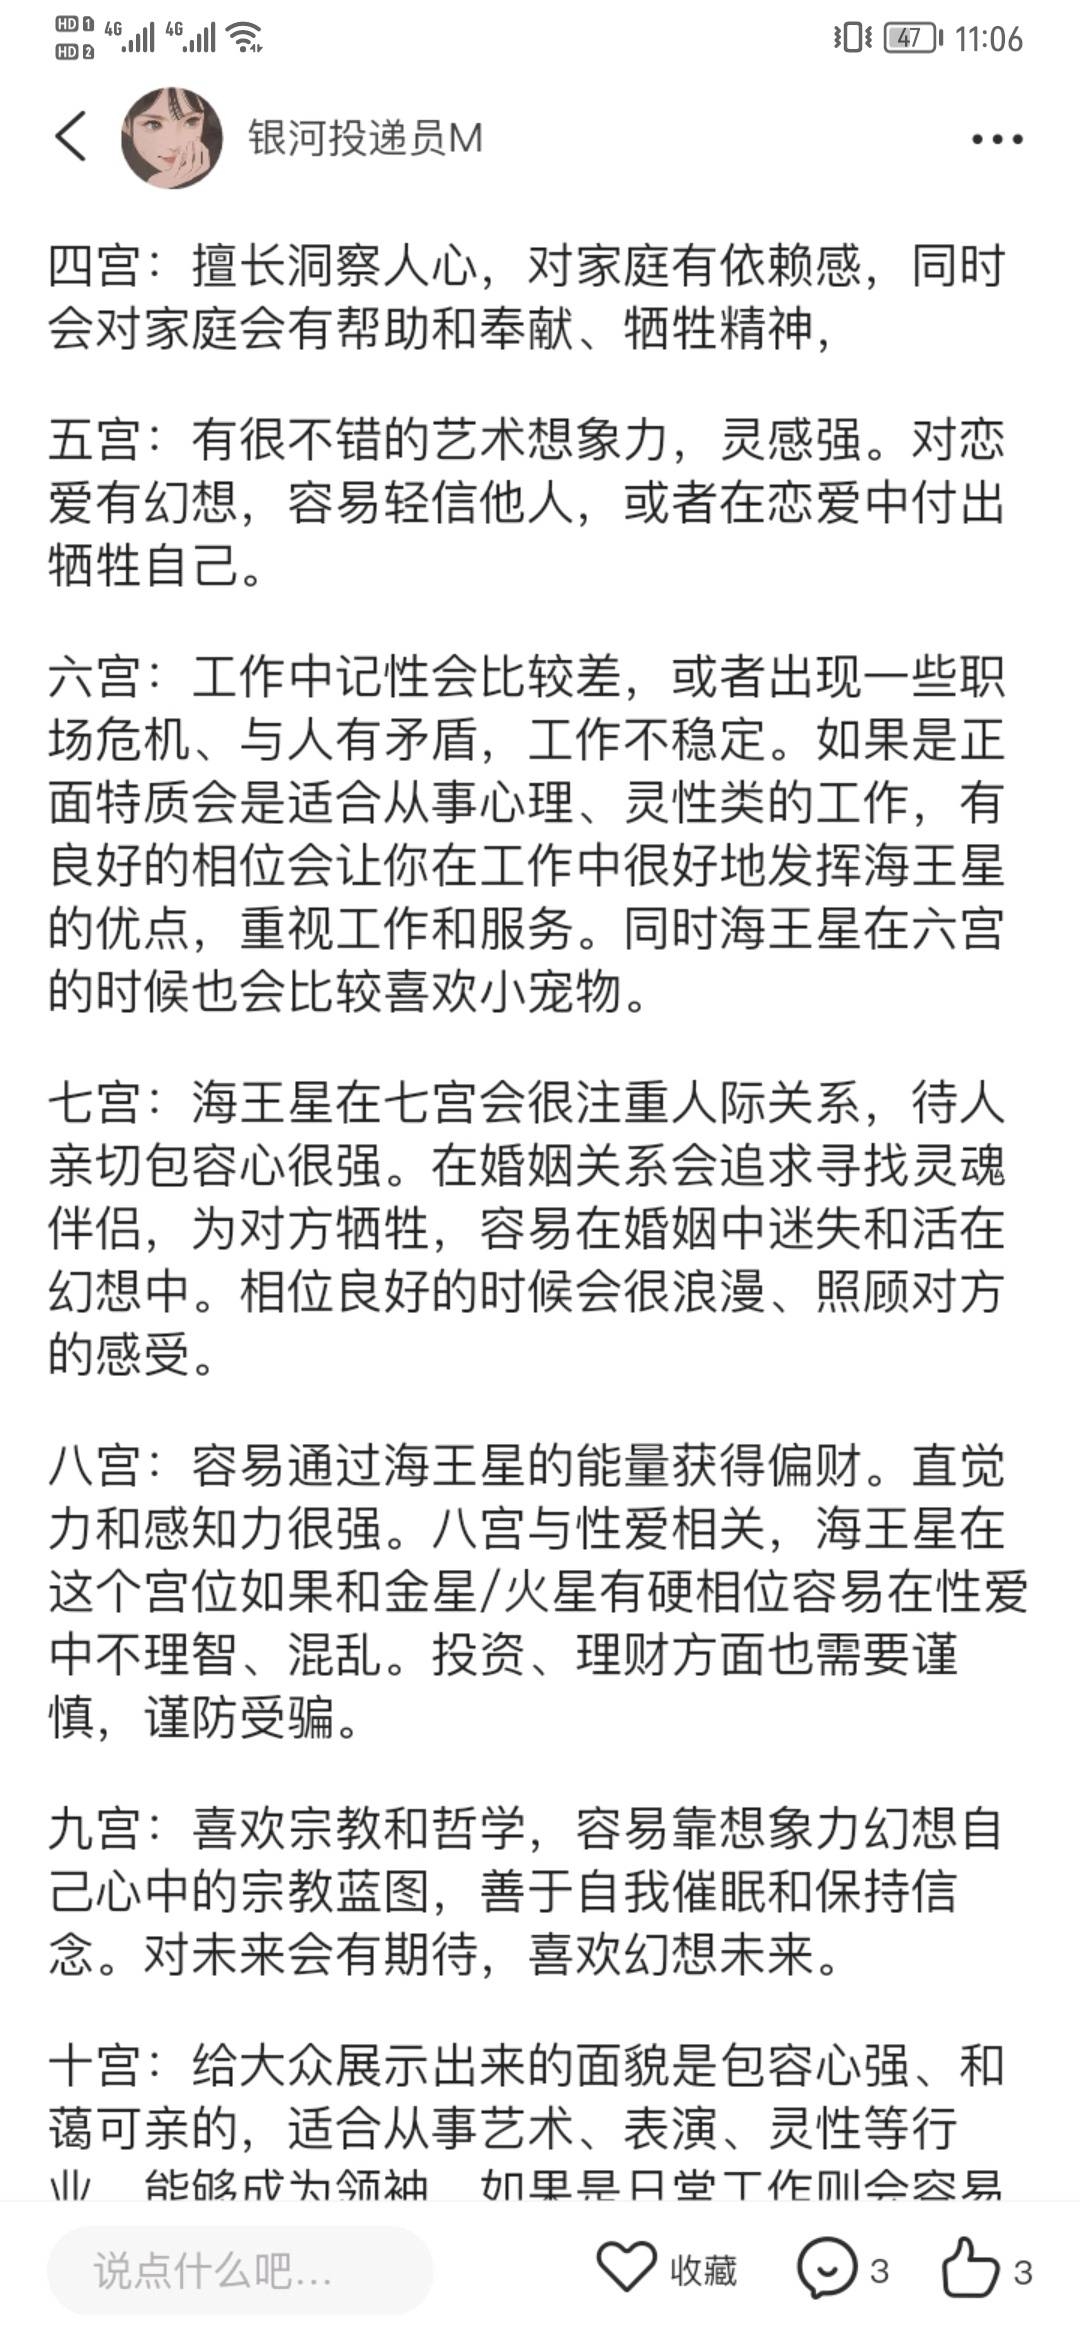 HD 1 4G 4G 47 11:06
HD 2
银河投递员M
四宫：擅长洞察人心，对家庭有依赖感，同时
会对家庭会有帮助和奉献、牺牲精神，
五宫：有很不错的艺术想象力，灵感强。对恋
爱有幻想，容易轻信他人，或者在恋爱中付出
牺牲自己。
六宫：工作中记性会比较差，或者出现一些职
场危机、与人有矛盾，工作不稳定。如果是正
面特质会是适合从事心理、灵性类的工作，有
良好的相位会让你在工作中很好地发挥海王星
的优点，重视工作和服务。同时海王星在六宫
的时候也会比较喜欢小宠物。
七宫：海王星在七宫会很注重人际关系，待人
亲切包容心很强。在婚姻关系会追求寻找灵魂
伴侣，为对方牺牲，容易在婚姻中迷失和活在
幻想中。相位良好的时候会很浪漫、照顾对方
的感受。
八宫：容易通过海王星的能量获得偏财。直觉
力和感知力很强。八宫与性爱相关，海王星在
这个宫位如果和金星/火星有硬相位容易在性爱
中不理智、混乱。投资、理财方面也需要谨
慎，谨防受骗。
九宫：喜欢宗教和哲学，容易靠想象力幻想自
己心中的宗教蓝图，善于自我催眠和保持信
念。对未来会有期待，喜欢幻想未来。
十宫：给大众展示出来的面貌是包容心强、和
蔼可亲的，适合从事艺术、表演、灵性等行
业 能够成为领袖 如果是日常工作则会容易
说点什么吧... 收藏 3 3